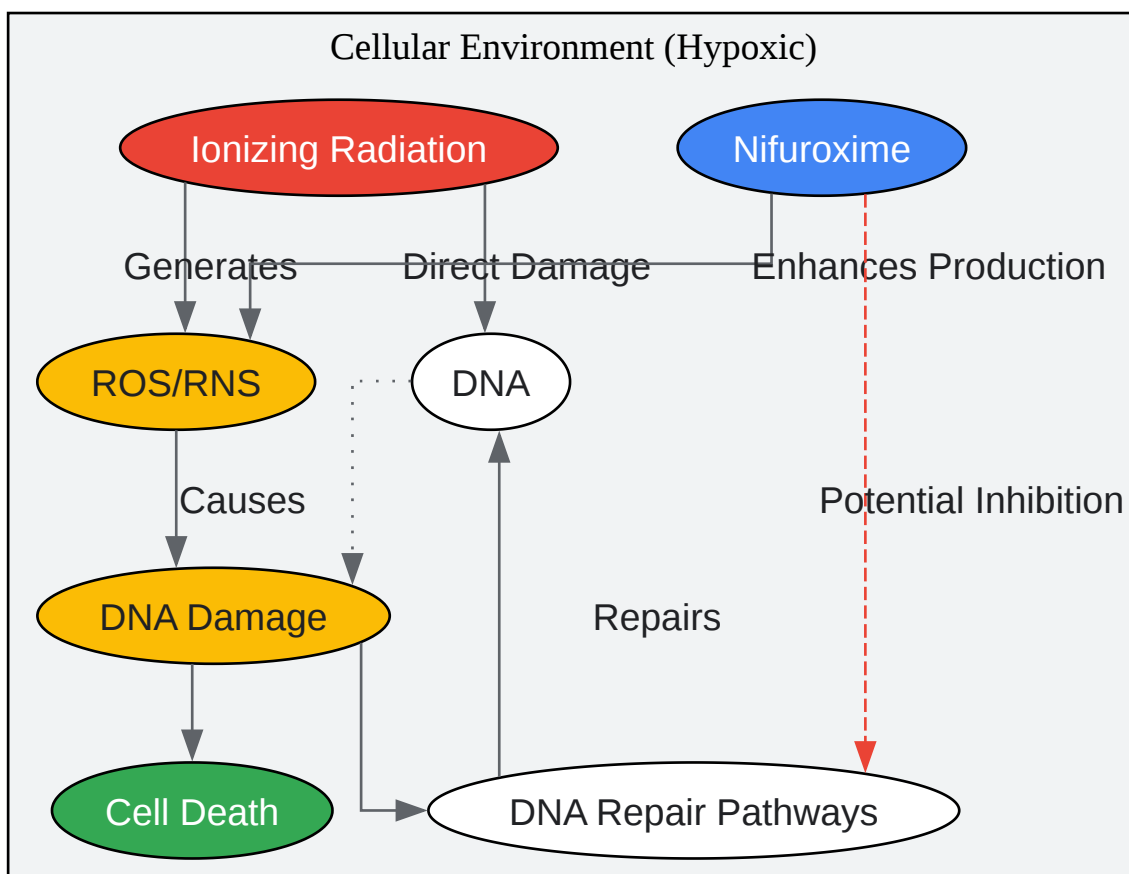 Cellular Environment (Hypoxic)
Ionizing Radiation
Nifuroxime
Generates
Direct Damage
Enhances Production
ROS/RNS
DNA
Causes
Potential Inhibition
DNA Damage
Repairs
Cell Death
DNA Repair Pathways